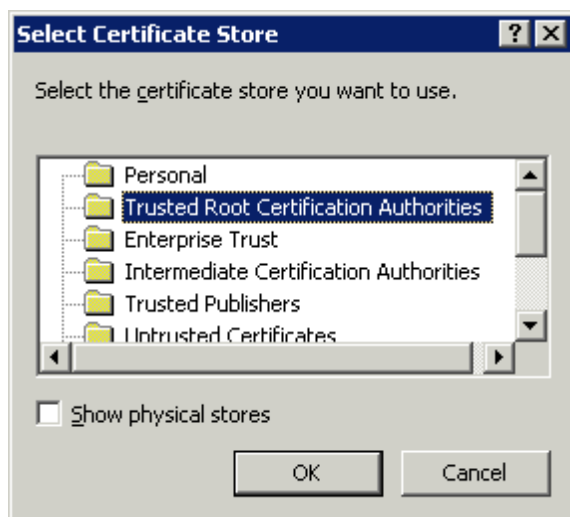 Select Certificate Store
Select the certificate store you want to use.
Personal
Trusted Root Certification Authorities
Enterprise Trust
Intermediate Certification Authorities
Trusted Publishers
Untrusted Certificates
Show physical stores
OK Cancel